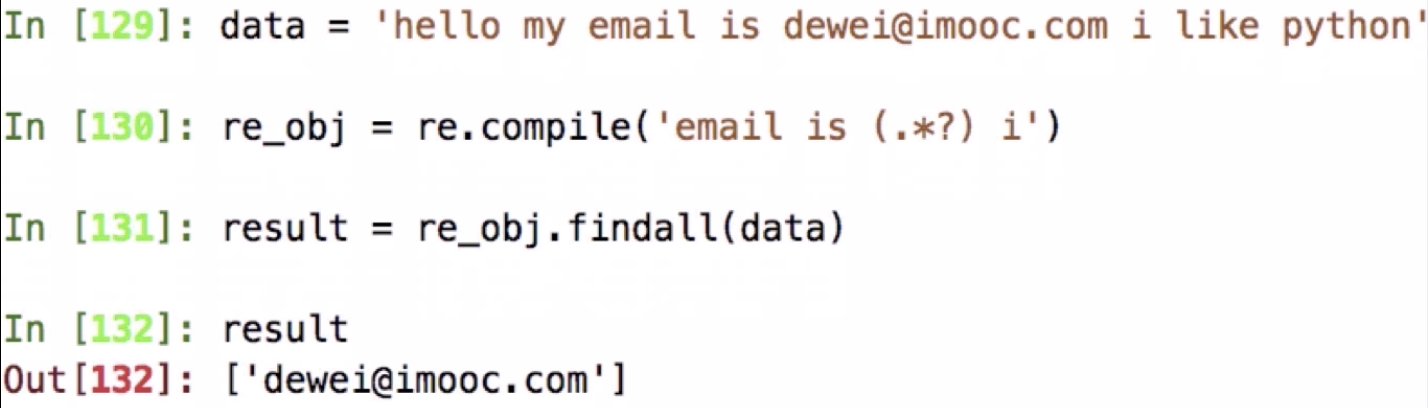 In [129]: data = 'hello my email is dewei@imooc.com i like python'
In [130]: re_obj = re.compile('email is (.*?) i')
In [131]: result = re_obj.findall(data)
In [132]: result
Out[132]: ['dewei@imooc.com']